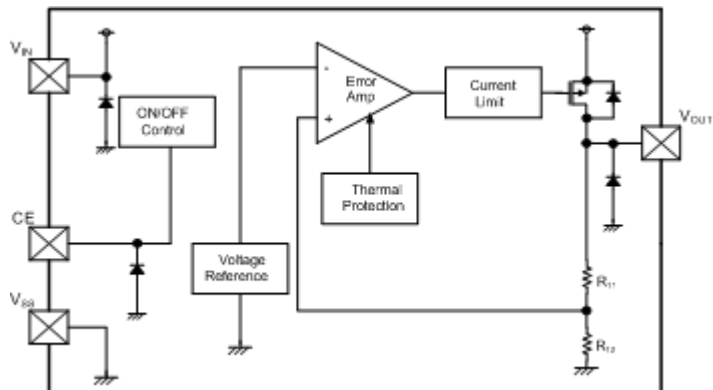 VIN
ON/OFF
Control
CE
VSS
-
+
Error
Amp
Current
Limit
Thermal
Protection
Voltage
Reference
VOUT
R11
R12